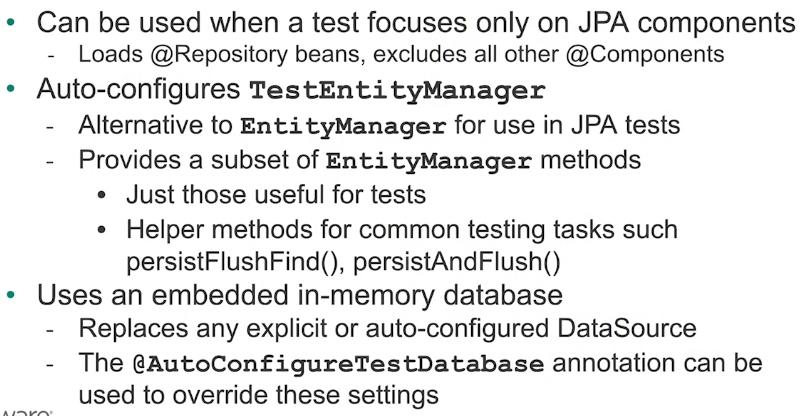 • Can be used when a test focuses only on JPA components
- Loads @Repository beans, excludes all other @Components
• Auto-configures TestEntityManager
- Alternative to EntityManager for use in JPA tests
- Provides a subset of EntityManager methods
• Just those useful for tests
• Helper methods for common testing tasks such
persistFlushFind(), persistAndFlush()
• Uses an embedded in-memory database
- Replaces any explicit or auto-configured DataSource
- The @AutoConfigureTestDatabase annotation can be
used to override these settings